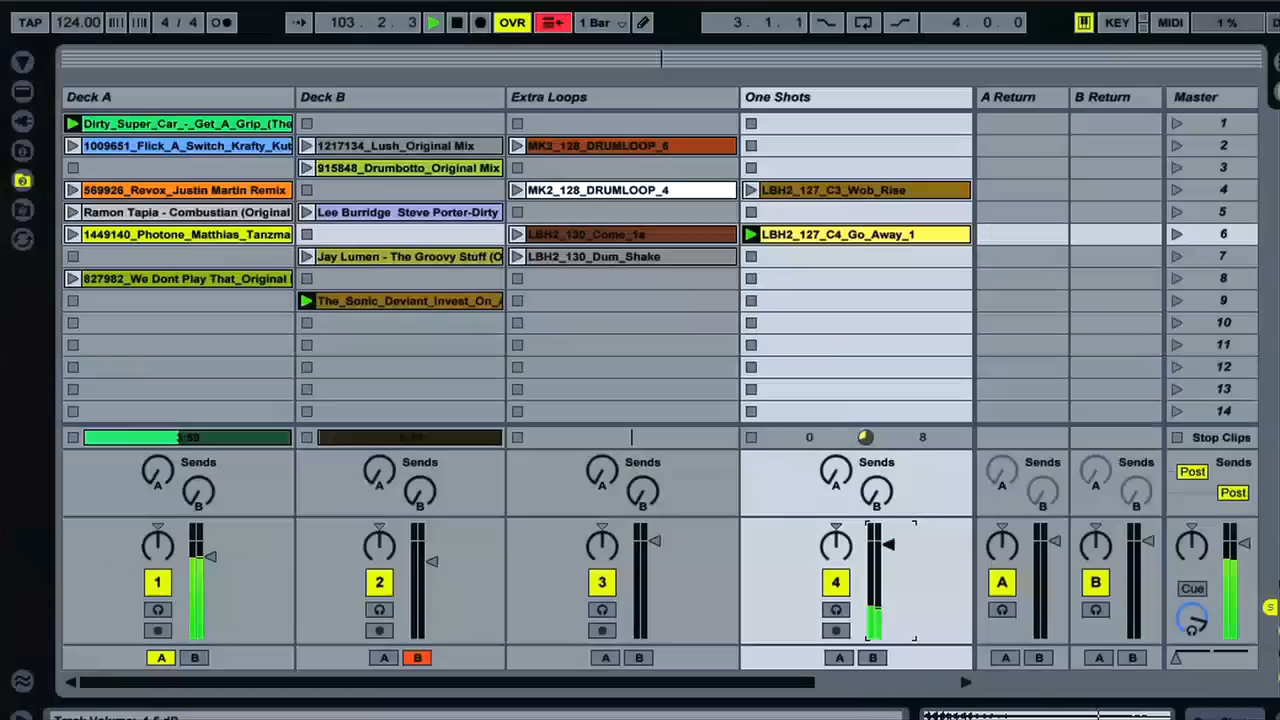 TAP 124.00 4 / 4 103. 2. 3 OVR 1 Bar 3. 1. 1 4. 0. 0 KEY MIDI 1 %
Deck A Deck B Extra Loops One Shots A Return B Return Master
Dirty_Super_Car_-_Get_A_Grip_(The 1
1009651_Flick_A_Switch_Krafty_Kut 1217134_Lush_Original Mix MK2_128_DRUMLOOP_6 2
915848_Drumbotto_Original Mix 3
569926_Revox_Justin Martin Remix MK2_128_DRUMLOOP_4 LBH2_127_C3_Wob_Rise 4
Ramon Tapia - Combustian (Original Lee Burridge Steve Porter-Dirty 5
1449140_Photone_Matthias_Tanzma LBH2_130_Come_1a LBH2_127_C4_Go_Away_1 6
Jay Lumen - The Groovy Stuff (O LBH2_130_Dum_Shake 7
827982_We Dont Play That_Original 8
The_Sonic_Deviant_Invest_On_ 9
10
11
12
13
14
0 8 Stop Clips
Sends Sends Sends Sends Sends Sends Sends
A A A A A A Post
B B B B B B Post
1 2 3 4 A B Cue
A B A B A B A B A B A B